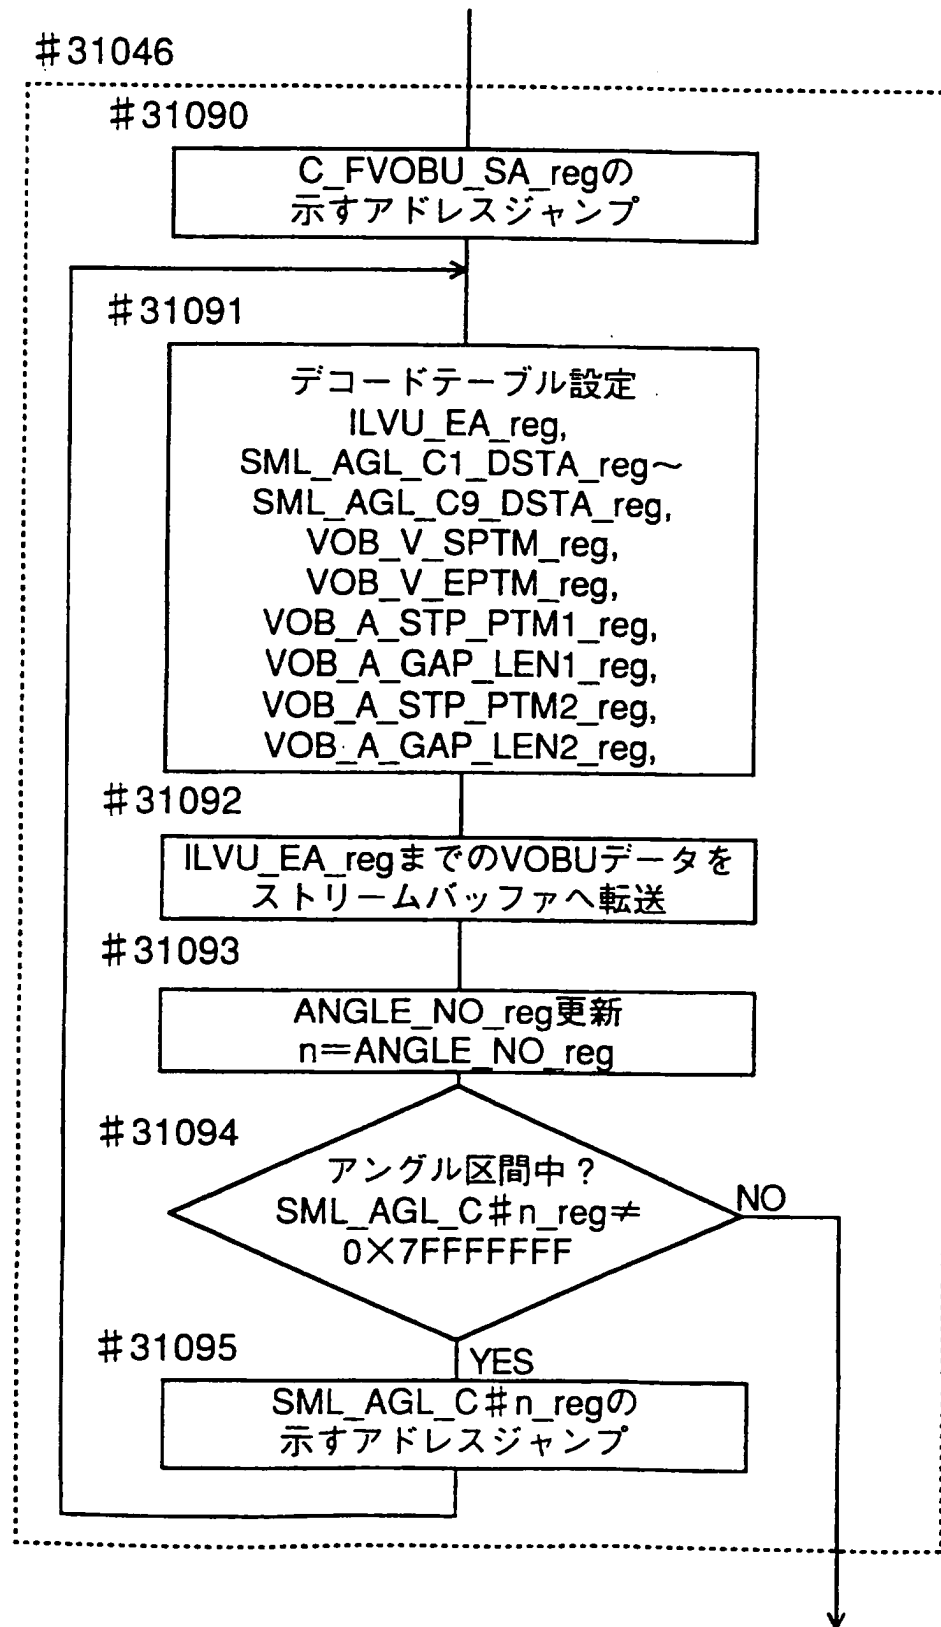 #31046
#31090
C_FVOBU_SA_regの
示すアドレスジャンプ
#31091
デコードテーブル設定
ILVU_EA_reg,
SML_AGL_C1_DSTA_reg〜
SML_AGL_C9_DSTA_reg,
VOB_V_SPTM_reg,
VOB_V_EPTM_reg,
VOB_A_STP_PTM1_reg,
VOB_A_GAP_LEN1_reg,
VOB_A_STP_PTM2_reg,
VOB_A_GAP_LEN2_reg,
#31092
ILVU_EA_regまでのVOBUデータを
ストリームバッファへ転送
#31093
ANGLE_NO_reg更新
n=ANGLE_NO_reg
#31094
アングル区間中?
SML_AGL_C#n_reg≠
0×7FFFFFFF
NO
#31095
YES
SML_AGL_C#n_regの
示すアドレスジャンプ